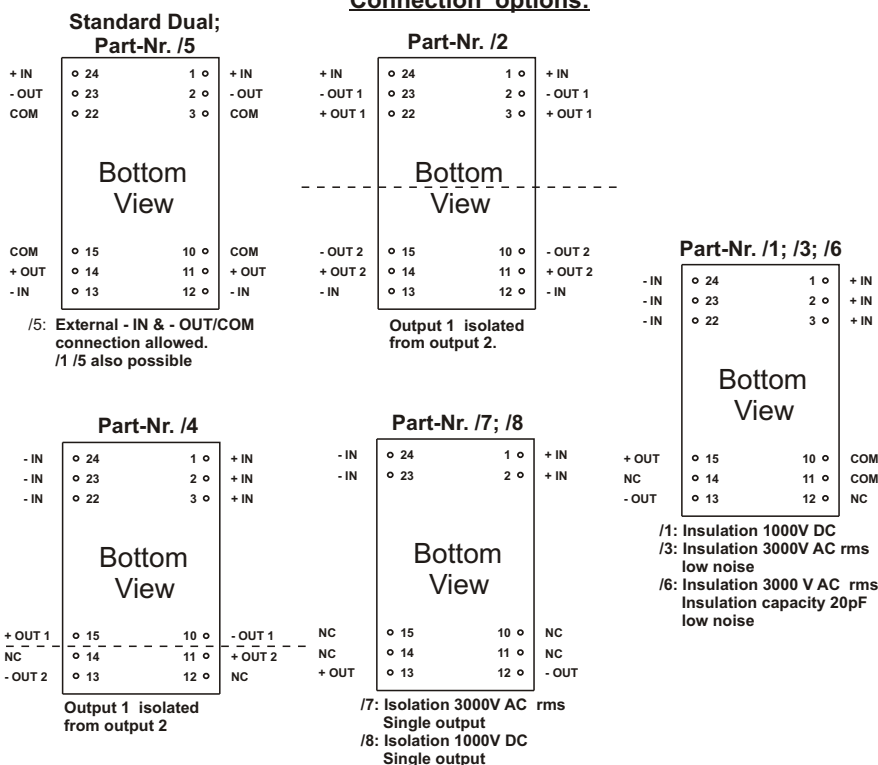 Connection options:
Standard Dual;
Part-Nr. /5
+ IN 24 1 + IN
- OUT 23 2 - OUT
COM 22 3 COM
Bottom
View
COM 15 10 COM
+ OUT 14 11 + OUT
- IN 13 12 - IN
/5: External - IN & - OUT/COM
connection allowed.
/1 /5 also possible
Part-Nr. /2
+ IN 24 1 + IN
- OUT 1 23 2 - OUT 1
+ OUT 1 22 3 + OUT 1
Bottom
View
- OUT 2 15 10 - OUT 2
+ OUT 2 14 11 + OUT 2
- IN 13 12 - IN
Output 1 isolated
from output 2.
Part-Nr. /1; /3; /6
- IN 24 1 + IN
- IN 23 2 + IN
- IN 22 3 + IN
Bottom
View
+ OUT 15 10 COM
NC 14 11 COM
- OUT 13 12 NC
/1: Insulation 1000V DC
/3: Insulation 3000V AC rms
low noise
/6: Insulation 3000 V AC rms
Insulation capacity 20pF
low noise
Part-Nr. /4
- IN 24 1 + IN
- IN 23 2 + IN
- IN 22 3 + IN
Bottom
View
+ OUT 1 15 10 - OUT 1
NC 14 11 + OUT 2
- OUT 2 13 12 NC
Output 1 isolated
from output 2
Part-Nr. /7; /8
- IN 24 1 + IN
- IN 23 2 + IN
Bottom
View
NC 15 10 NC
NC 14 11 NC
+ OUT 13 12 - OUT
/7: Isolation 3000V AC rms
Single output
/8: Isolation 1000V DC
Single output